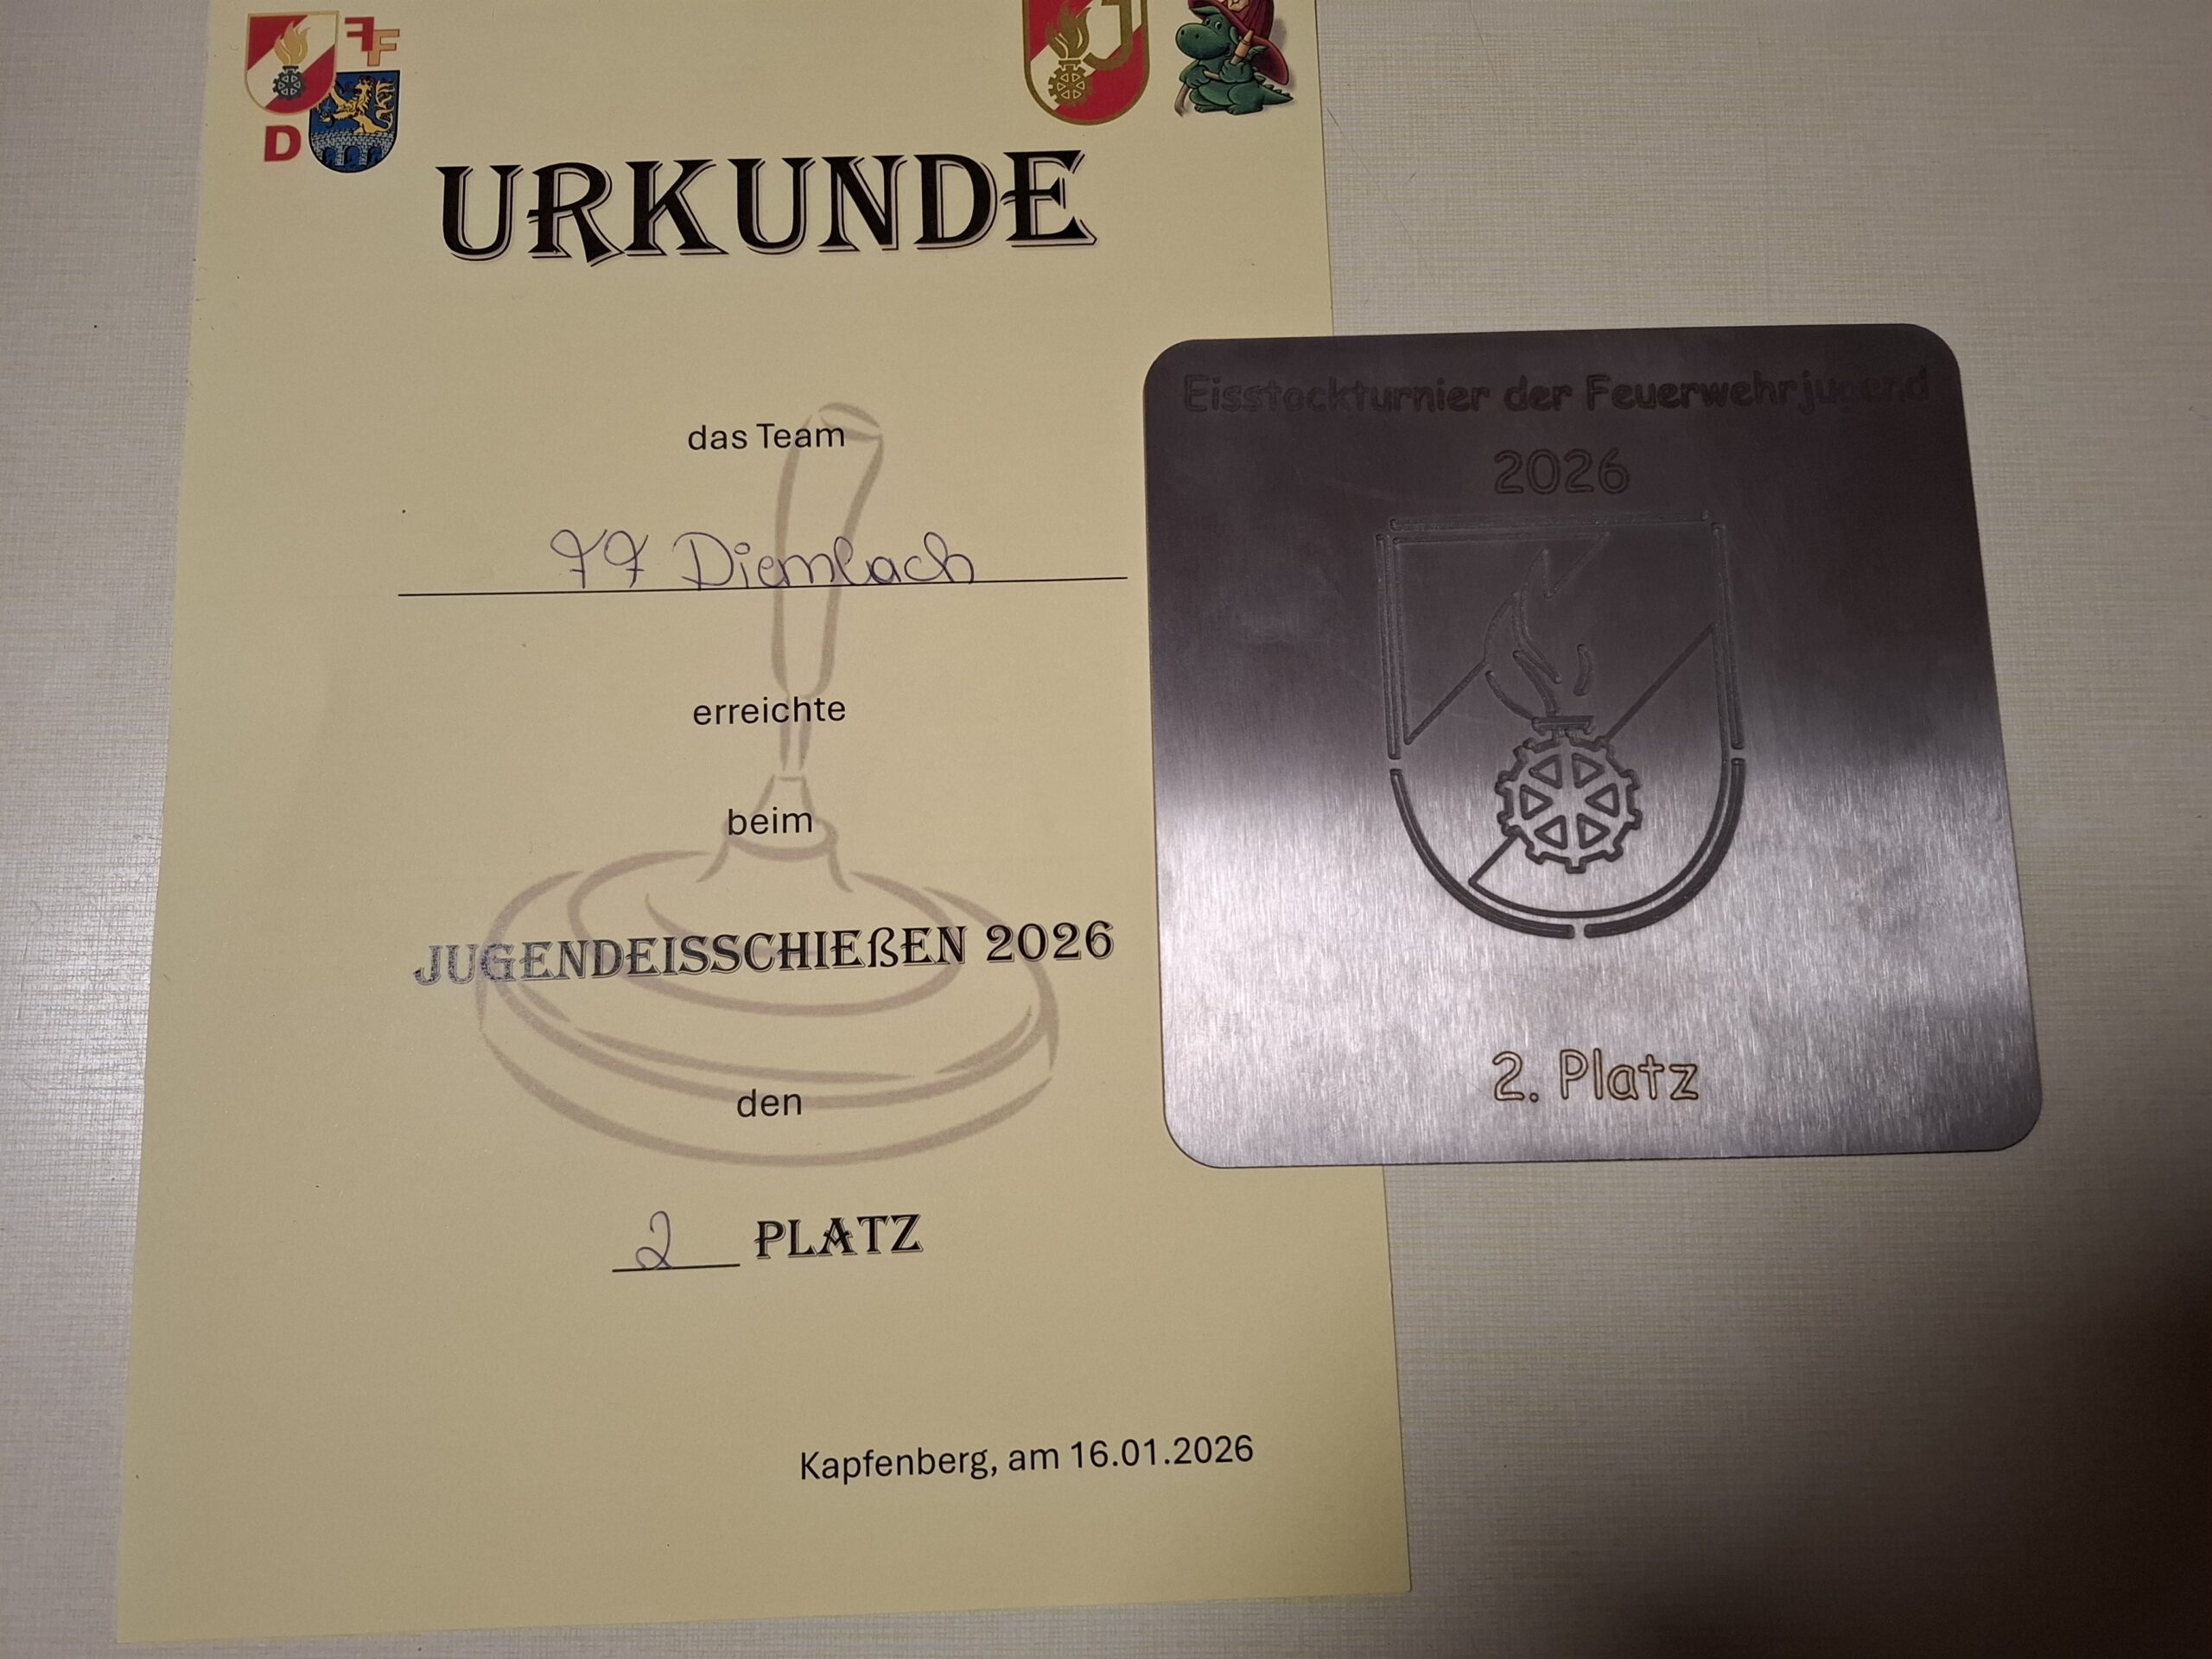 FF
D
J
URKUNDE
das Team
FF Diemlach
erreichte
beim
JUGENDEISSCHIEßEN 2026
den
2 PLATZ
Kapfenberg, am 16.01.2026
Eisstockturnier der Feuerwehrjugend
2026
2. Platz